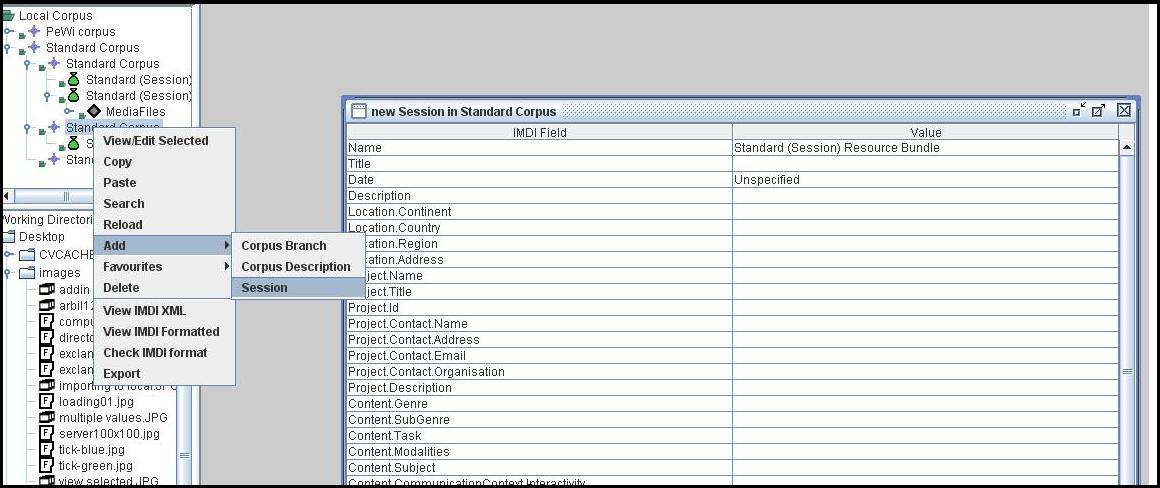 Local Corpus
PeWi corpus
Standard Corpus
Standard Corpus
Standard (Session)
Standard (Session)
MediaFiles
Standard Corpus
S
Stan
View/Edit Selected
Copy
Paste
Search
Reload
Add
Favourites
Delete
View IMDI XML
View IMDI Formatted
Check IMDI format
Export
Corpus Branch
Corpus Description
Session
Working Directori
Desktop
CVCACHE
images
addin
arbil12
compu
directo
exclan
exclan
importing to local.JPG
loading01.jpg
multiple values.JPG
server100x100.jpg
tick-blue.jpg
tick-green.jpg
view selected.JPG
new Session in Standard Corpus
IMDI Field Value
Name Standard (Session) Resource Bundle
Title
Date Unspecified
Description
Location.Continent
Location.Country
cation.Region
cation.Address
ject.Name
ject.Title
Project.Id
Project.Contact.Name
Project.Contact.Address
Project.Contact.Email
Project.Contact.Organisation
Project.Description
Content.Genre
Content.SubGenre
Content.Task
Content.Modalities
Content.Subject
Content.CommunicationContext.Interactivity